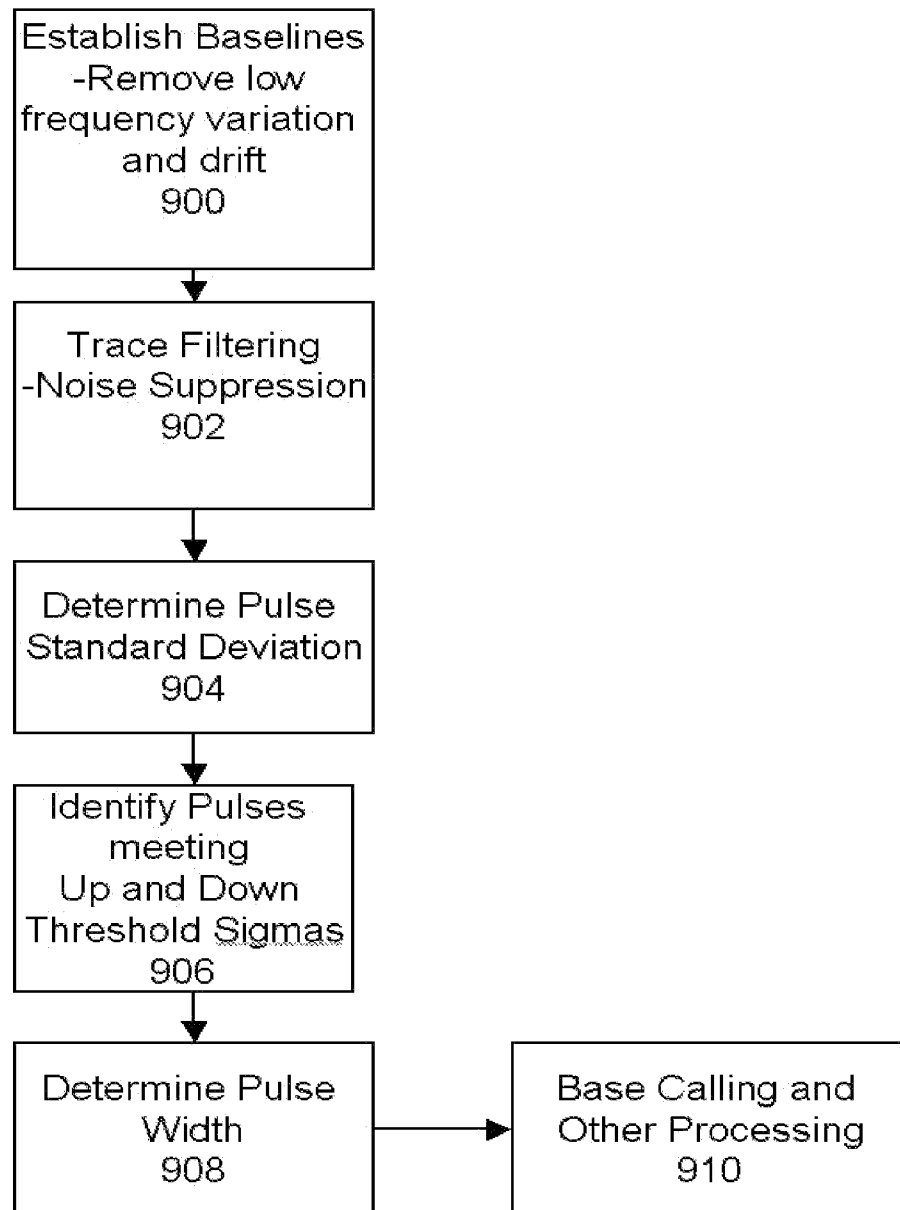 Establish Baselines
-Remove low
frequency variation
and drift
900
Trace Filtering
-Noise Suppression
902
Determine Pulse
Standard Deviation
904
Identify Pulses
meeting
Up and Down
Threshold Sigmas
906
Determine Pulse
Width
908
Base Calling and
Other Processing
910